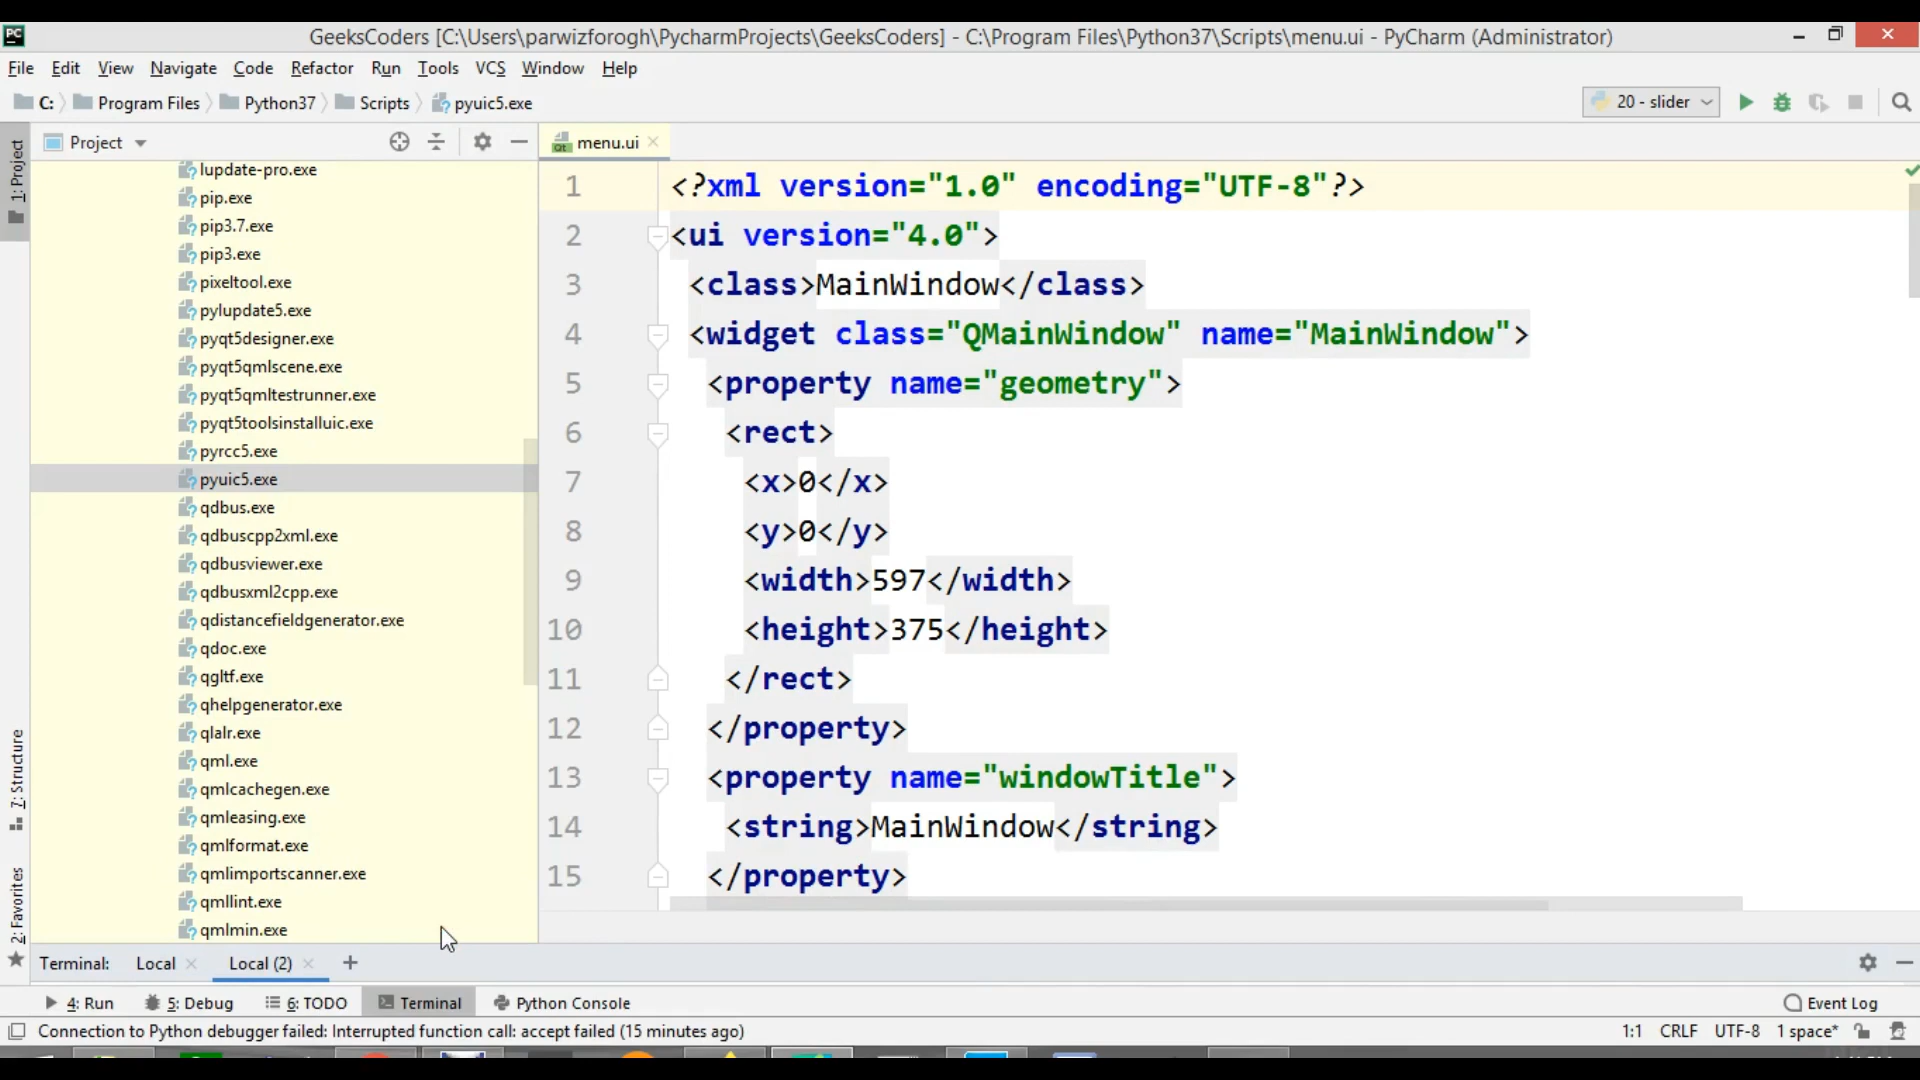 PC GeeksCoders [C:\Users\parwizforogh\PycharmProjects\GeeksCoders] - C:\Program Files\Python37\Scripts\menu.ui - PyCharm (Administrator)
File Edit View Navigate Code Refactor Run Tools VCS Window Help
C: Program Files Python37 Scripts pyuic5.exe 20 - slider
1: Project
Project
menu.ui
lupdate-pro.exe
pip.exe
pip3.7.exe
pip3.exe
pixeltool.exe
pylupdate5.exe
pyqt5designer.exe
pyqt5qmlscene.exe
pyqt5qmltestrunner.exe
pyqt5toolsinstalluic.exe
pyrcc5.exe
pyuic5.exe
qdbus.exe
qdbuscpp2xml.exe
qdbusviewer.exe
qdbusxml2cpp.exe
qdistancefieldgenerator.exe
qdoc.exe
qgltf.exe
qhelpgenerator.exe
qlalr.exe
qml.exe
qmlcachegen.exe
qmleasing.exe
qmlformat.exe
qmlimportscanner.exe
qmllint.exe
qmlmin.exe
1 <?xml version="1.0" encoding="UTF-8"?>
2 <ui version="4.0">
3 <class>MainWindow</class>
4 <widget class="QMainWindow" name="MainWindow">
5 <property name="geometry">
6 <rect>
7 <x>0</x>
8 <y>0</y>
9 <width>597</width>
10 <height>375</height>
11 </rect>
12 </property>
13 <property name="windowTitle">
14 <string>MainWindow</string>
15 </property>
7: Structure
2: Favorites
Terminal: Local Local (2)
4: Run 5: Debug 6: TODO Terminal Python Console Event Log
Connection to Python debugger failed: Interrupted function call: accept failed (15 minutes ago) 1:1 CRLF UTF-8 1 space*